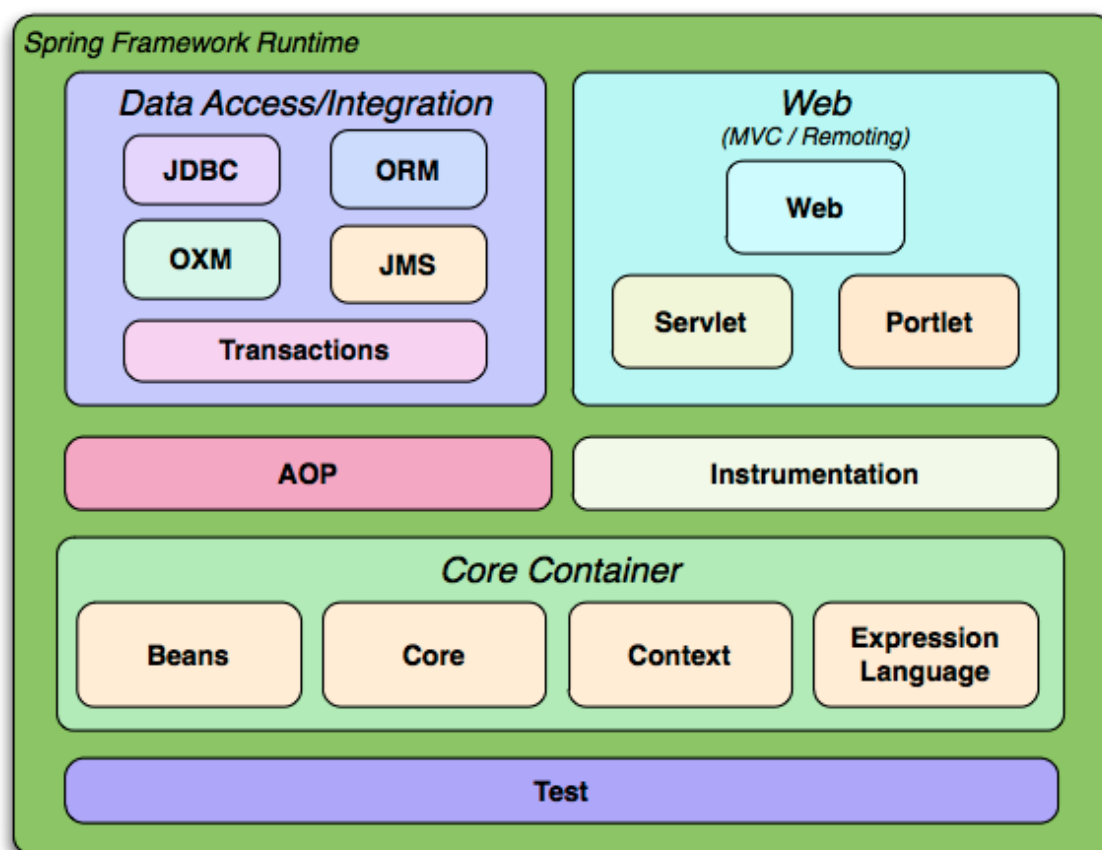 Spring Framework Runtime
Data Access/Integration
JDBC
ORM
OXM
JMS
Transactions
Web
(MVC / Remoting)
Web
Servlet
Portlet
AOP
Instrumentation
Core Container
Beans
Core
Context
Expression
Language
Test